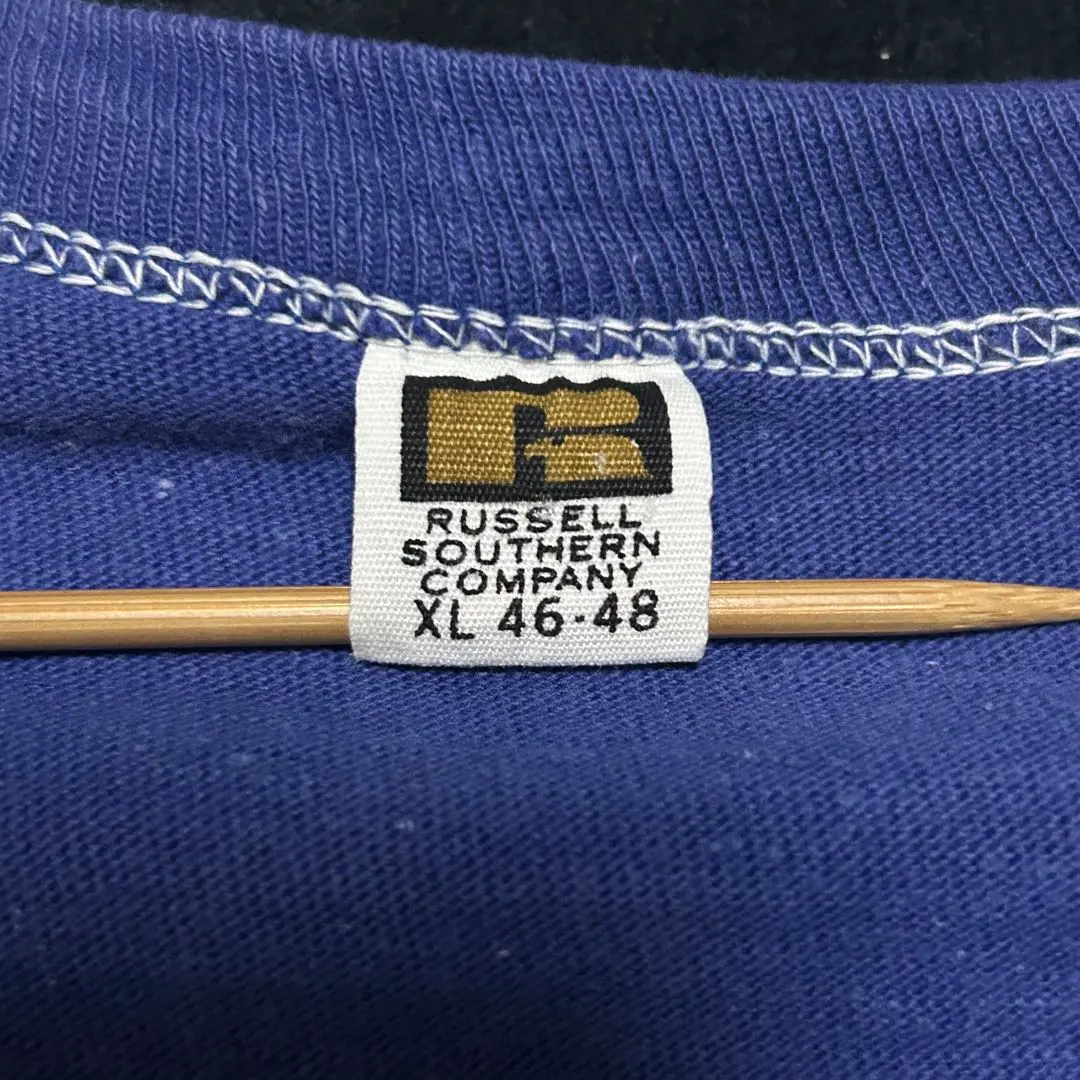 R
RUSSELL
SOUTHERN
COMPANY
XL 46-48